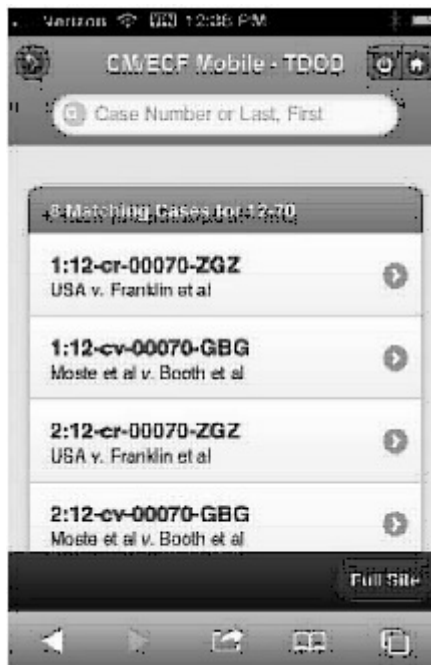 Verizon VPN 12:38 PM
CM/ECF Mobile - TDOD
Case Number or Last, First
8 Matching Cases for 12-70
1:12-cr-00070-ZGZ
USA v. Franklin et al
1:12-cv-00070-GBG
Moste et al v. Booth et al
2:12-cr-00070-ZGZ
USA v. Franklin et al
2:12-cv-00070-GBG
Moste et al v. Booth et al
Full Site